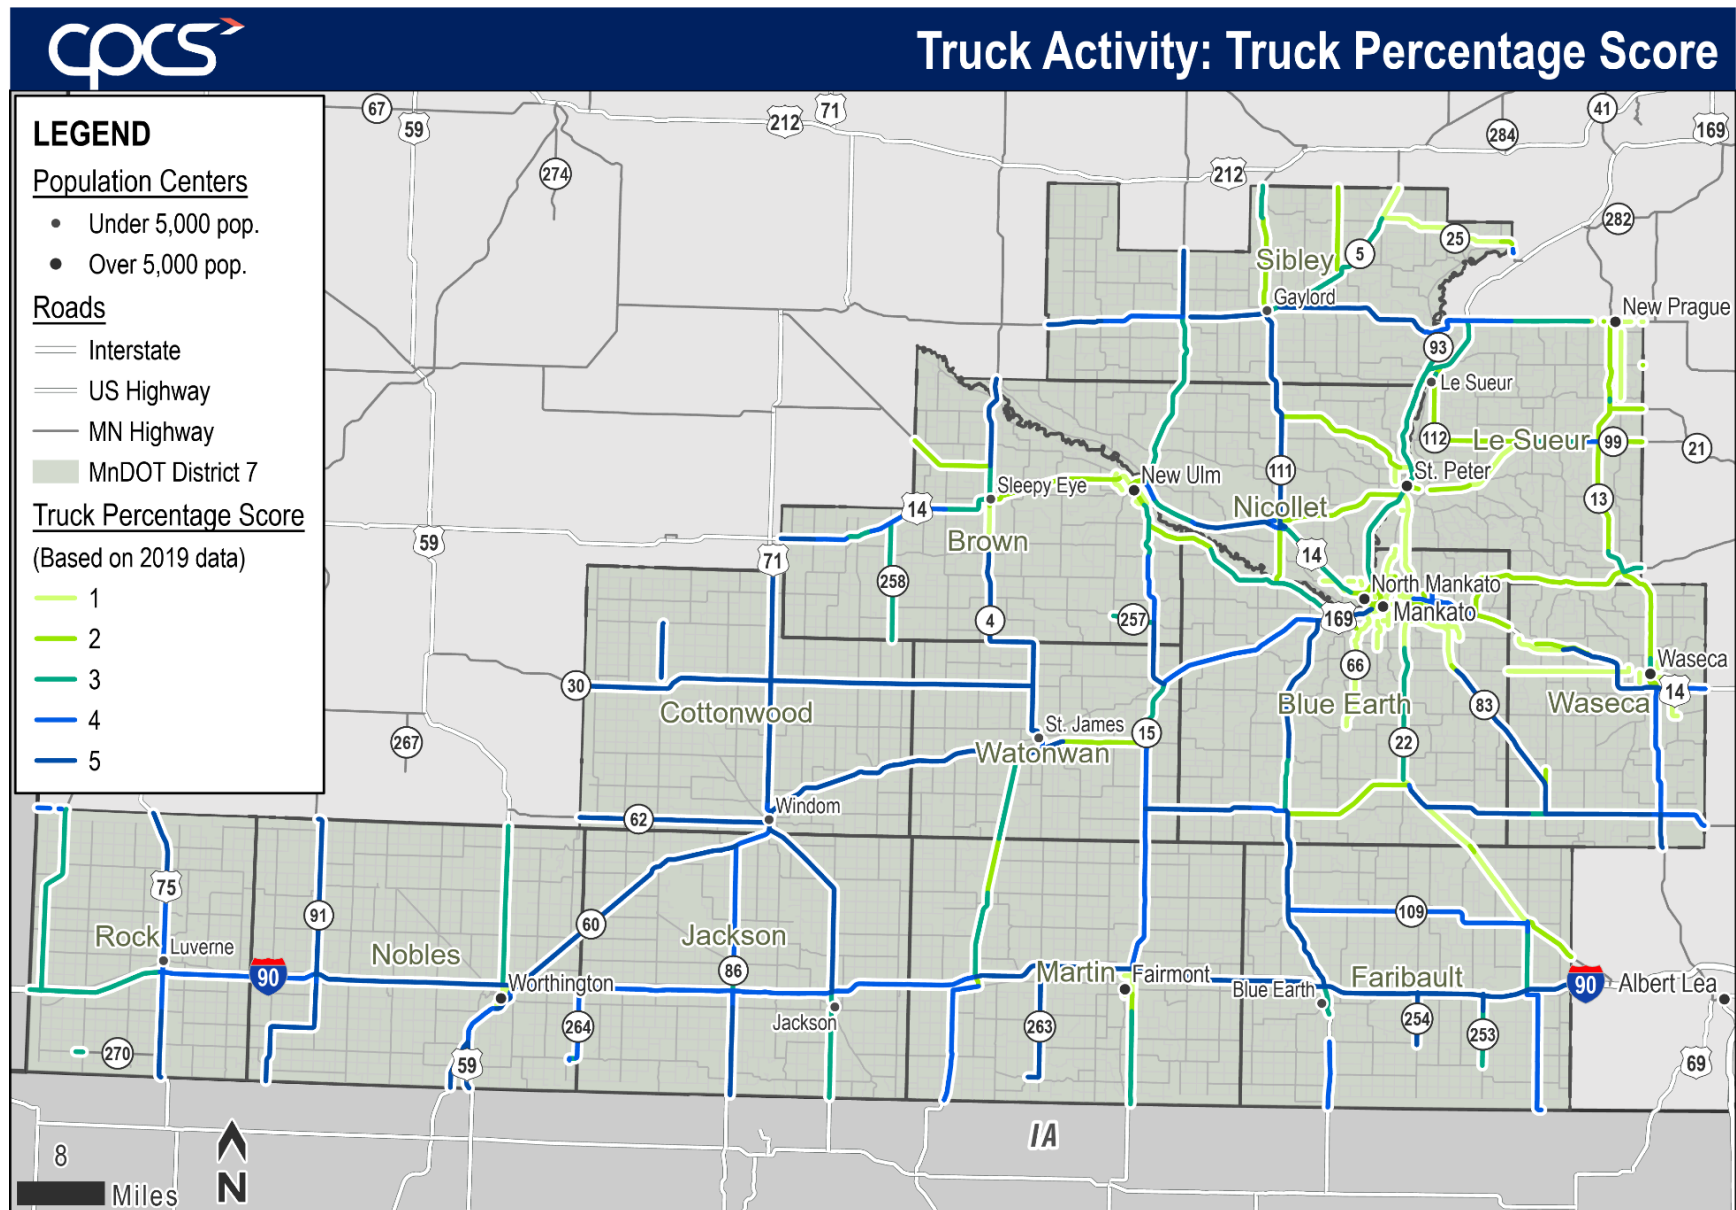 cpcs
Truck Activity: Truck Percentage Score
LEGEND
Population Centers
Under 5,000 pop.
Over 5,000 pop.
Roads
Interstate
US Highway
MN Highway
MnDOT District 7
Truck Percentage Score
(Based on 2019 data)
1
2
3
4
5
67
59
212
71
274
212
284
41
169
282
25
5
Sibley
Gaylord
New Prague
93
Le Sueur
112
Le Sueur
99
21
111
St. Peter
Sleepy Eye
New Ulm
14
13
Nicollet
Brown
59
71
14
258
North Mankato
4
257
169
Mankato
66
Wasea
30
14
Cottonwood
Blue Earth
83
Waseca
St. James
15
267
Watonwan
22
Windom
62
75
91
109
60
Rock
Luverne
Nobles
Jackson
86
90
Martin
Fairmont
Faribault
Worthington
Blue Earth
90
Albert Lea
Jackson
264
263
254
253
270
59
69
IA
8
Miles
N